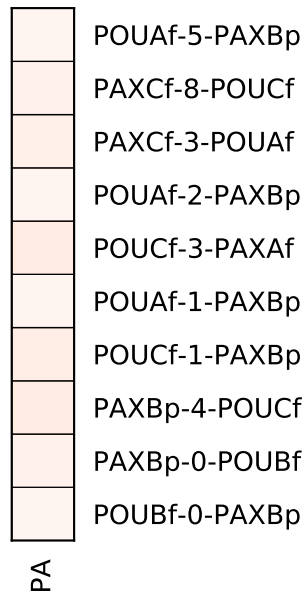 POUAf-5-PAXBp
PAXCf-8-POUCf
PAXCf-3-POUAf
POUAf-2-PAXBp
POUCf-3-PAXAf
POUAf-1-PAXBp
POUCf-1-PAXBp
PAXBp-4-POUCf
PAXBp-0-POUBf
POUBf-0-PAXBp
PA